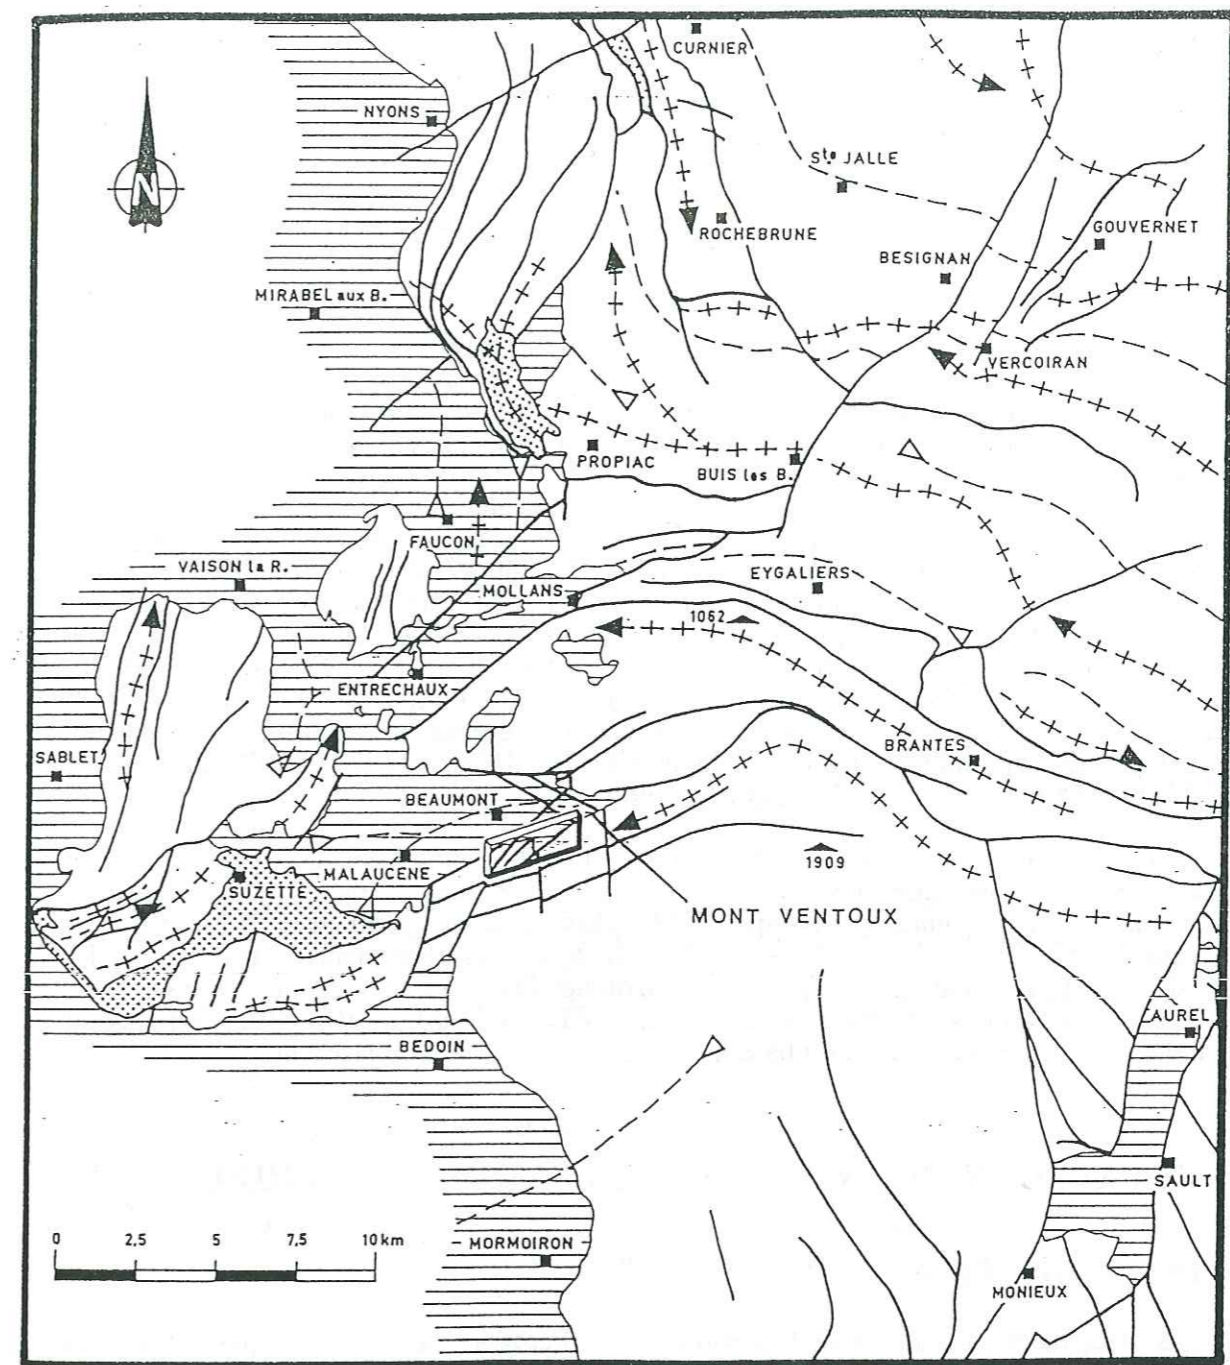 CURNIER
NYONS
Ste JALLE
N
ROCHEBRUNE
GOUVERNET
BESIGNAN
MIRABEL aux B.
VERCOIRAN
PROPIAC
BUIS les B.
FAUCON
VAISON la R.
MOLLANS
EYGALIERS
1062
ENTRECHAUX
SABLET
BRANTES
BEAUMONT
MALAUCENE
1909
SUZETTE
MONT VENTOUX
AUREL
BEDOIN
SAULT
0 2,5 5 7,5 10 km
MORMOIRON
MONIEUX